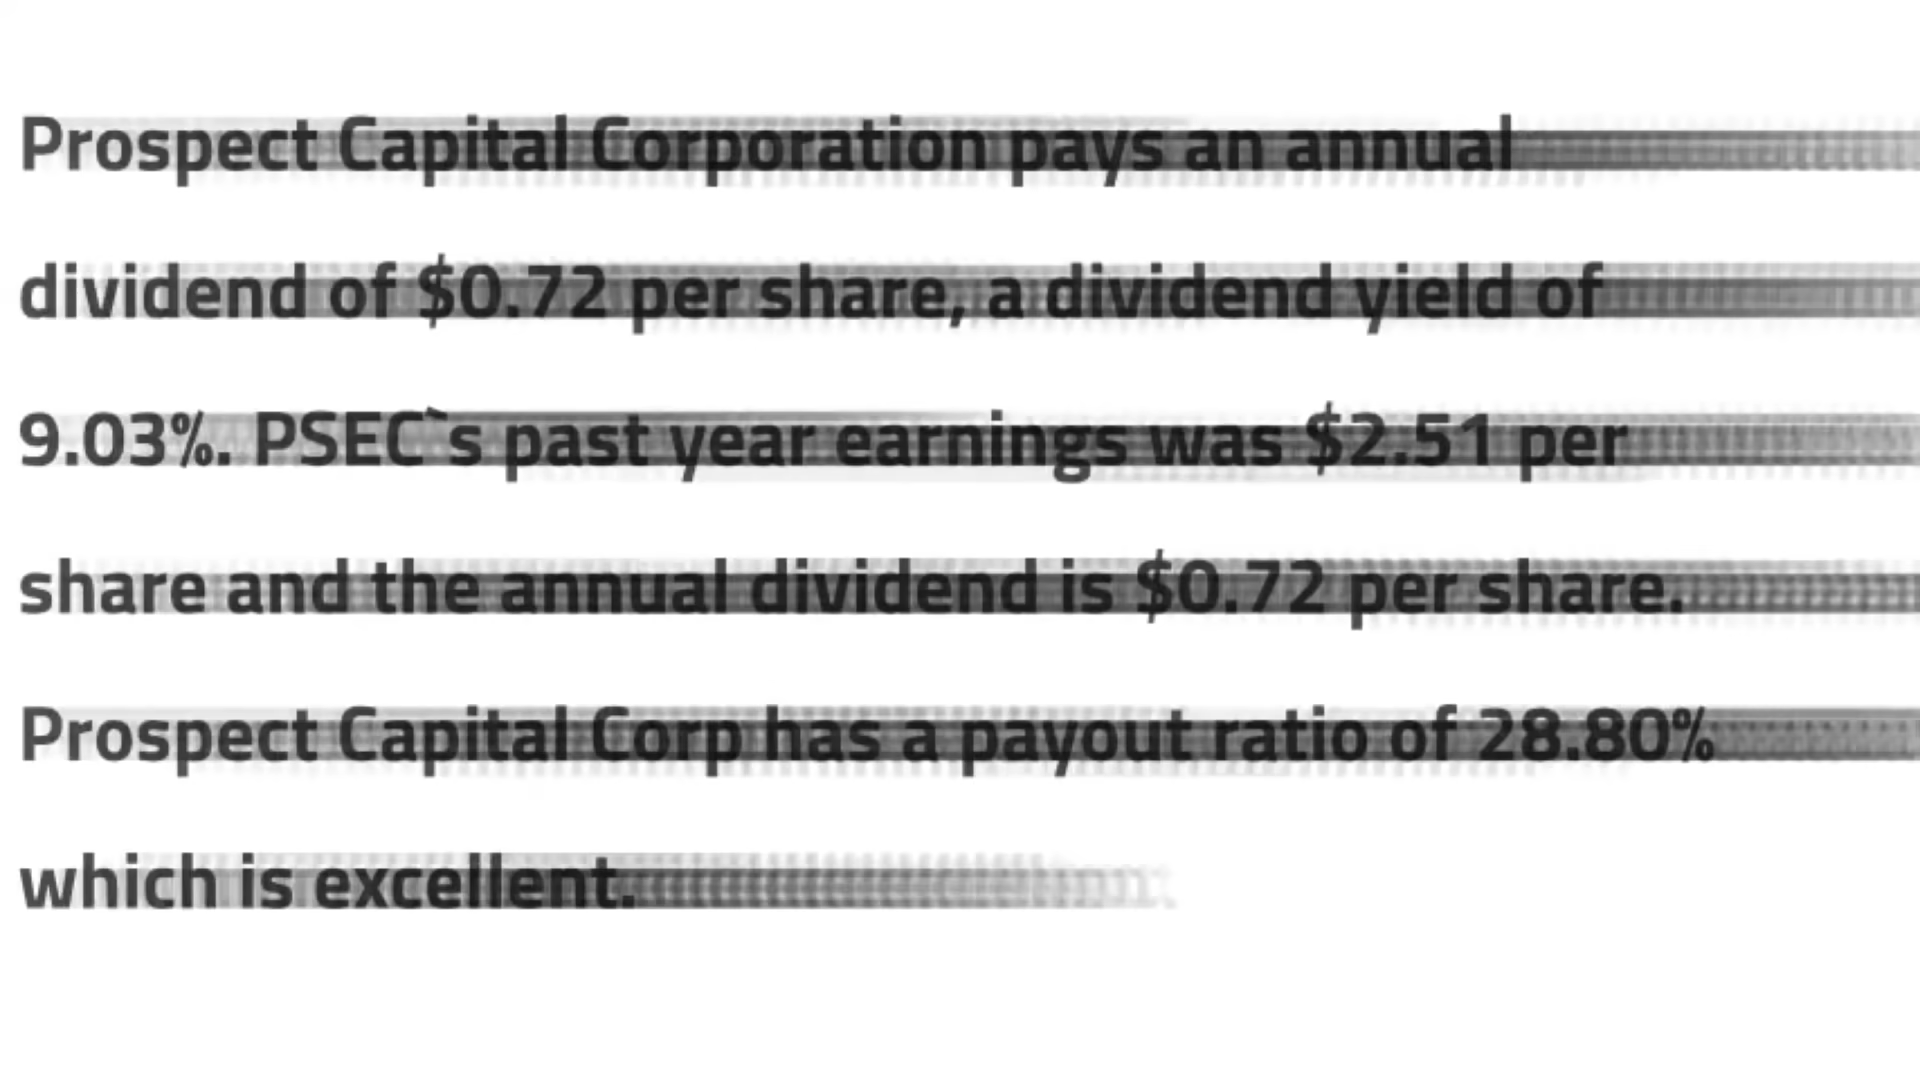 Prospect Capital Corporation pays an annual
dividend of $0.72 per share, a dividend yield of
9.03%. PSEC`s past year earnings was $2.51 per
share and the annual dividend is $0.72 per share.
Prospect Capital Corp has a payout ratio of 28.80%
which is excellent.